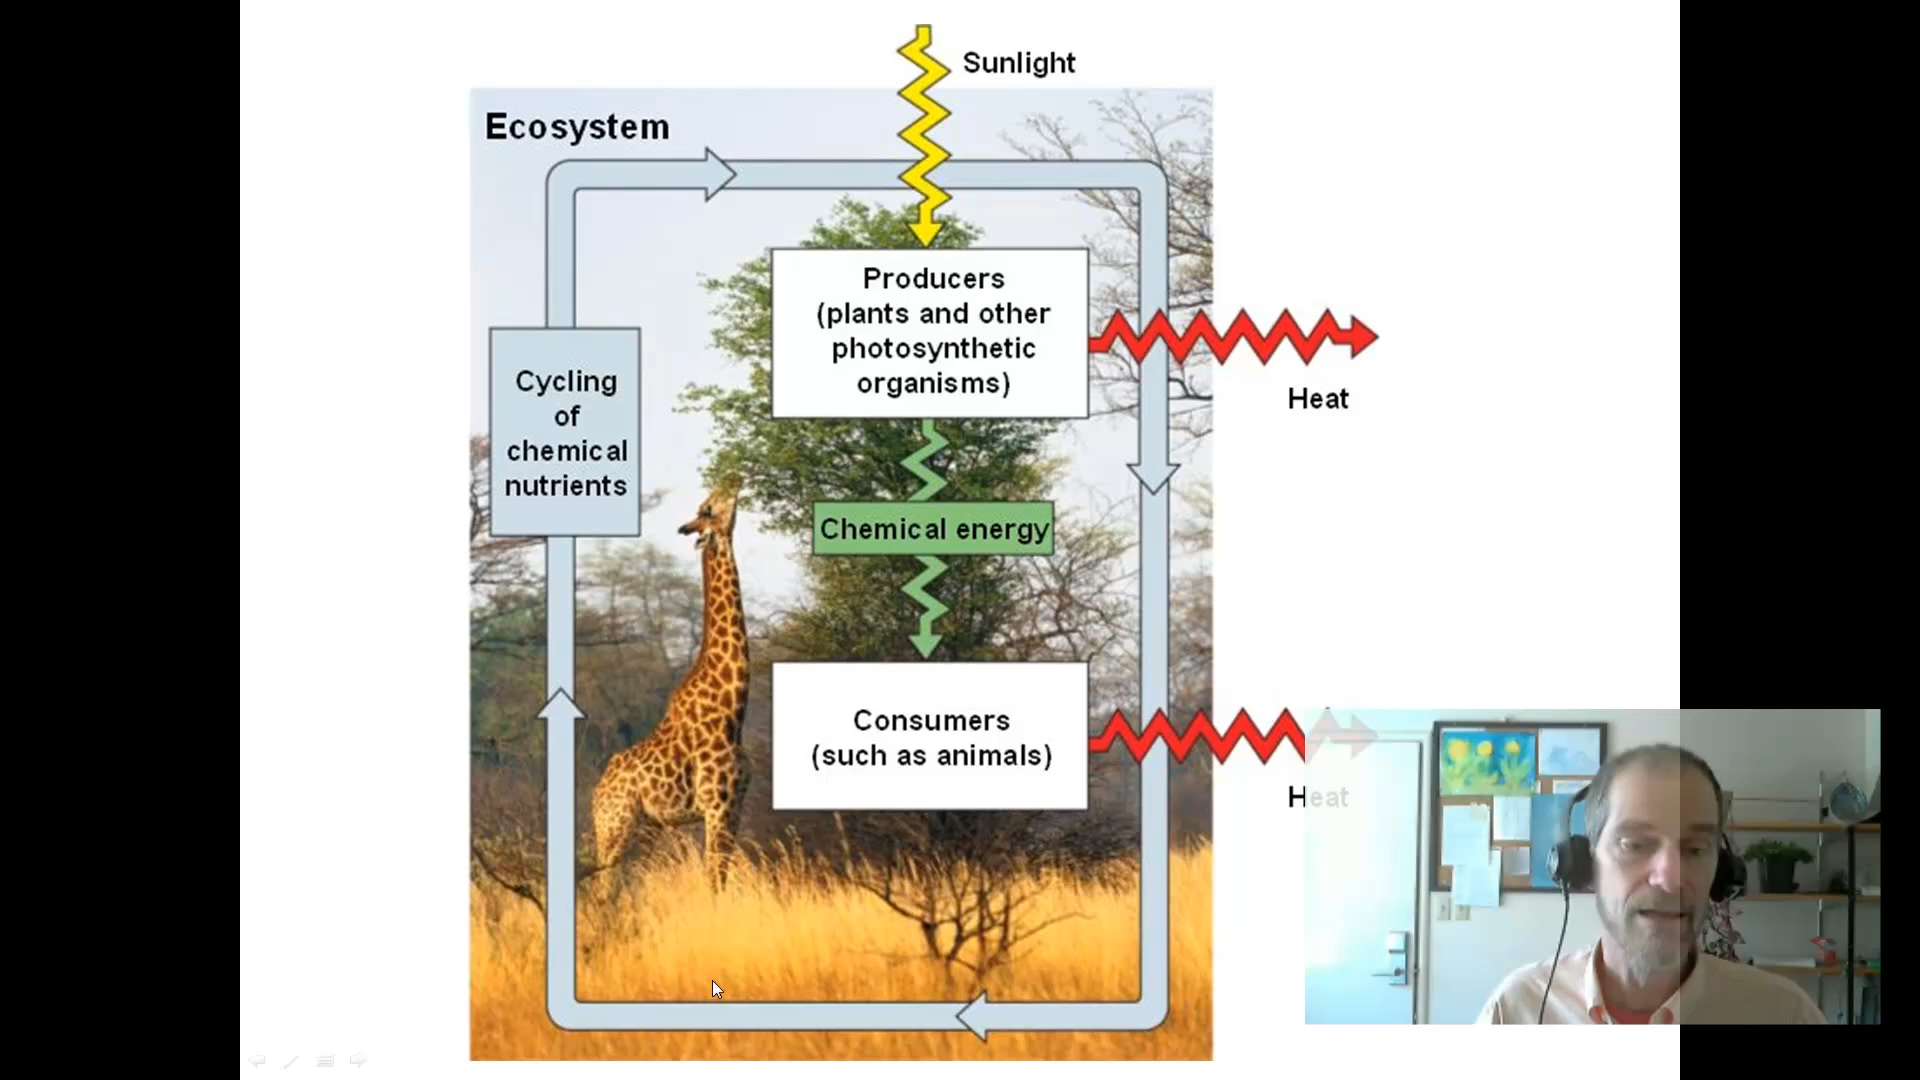 Sunlight
Ecosystem
Producers
(plants and other
photosynthetic
organisms)
Heat
Cycling
of
chemical
nutrients
Chemical energy
Consumers
(such as animals)
Heat